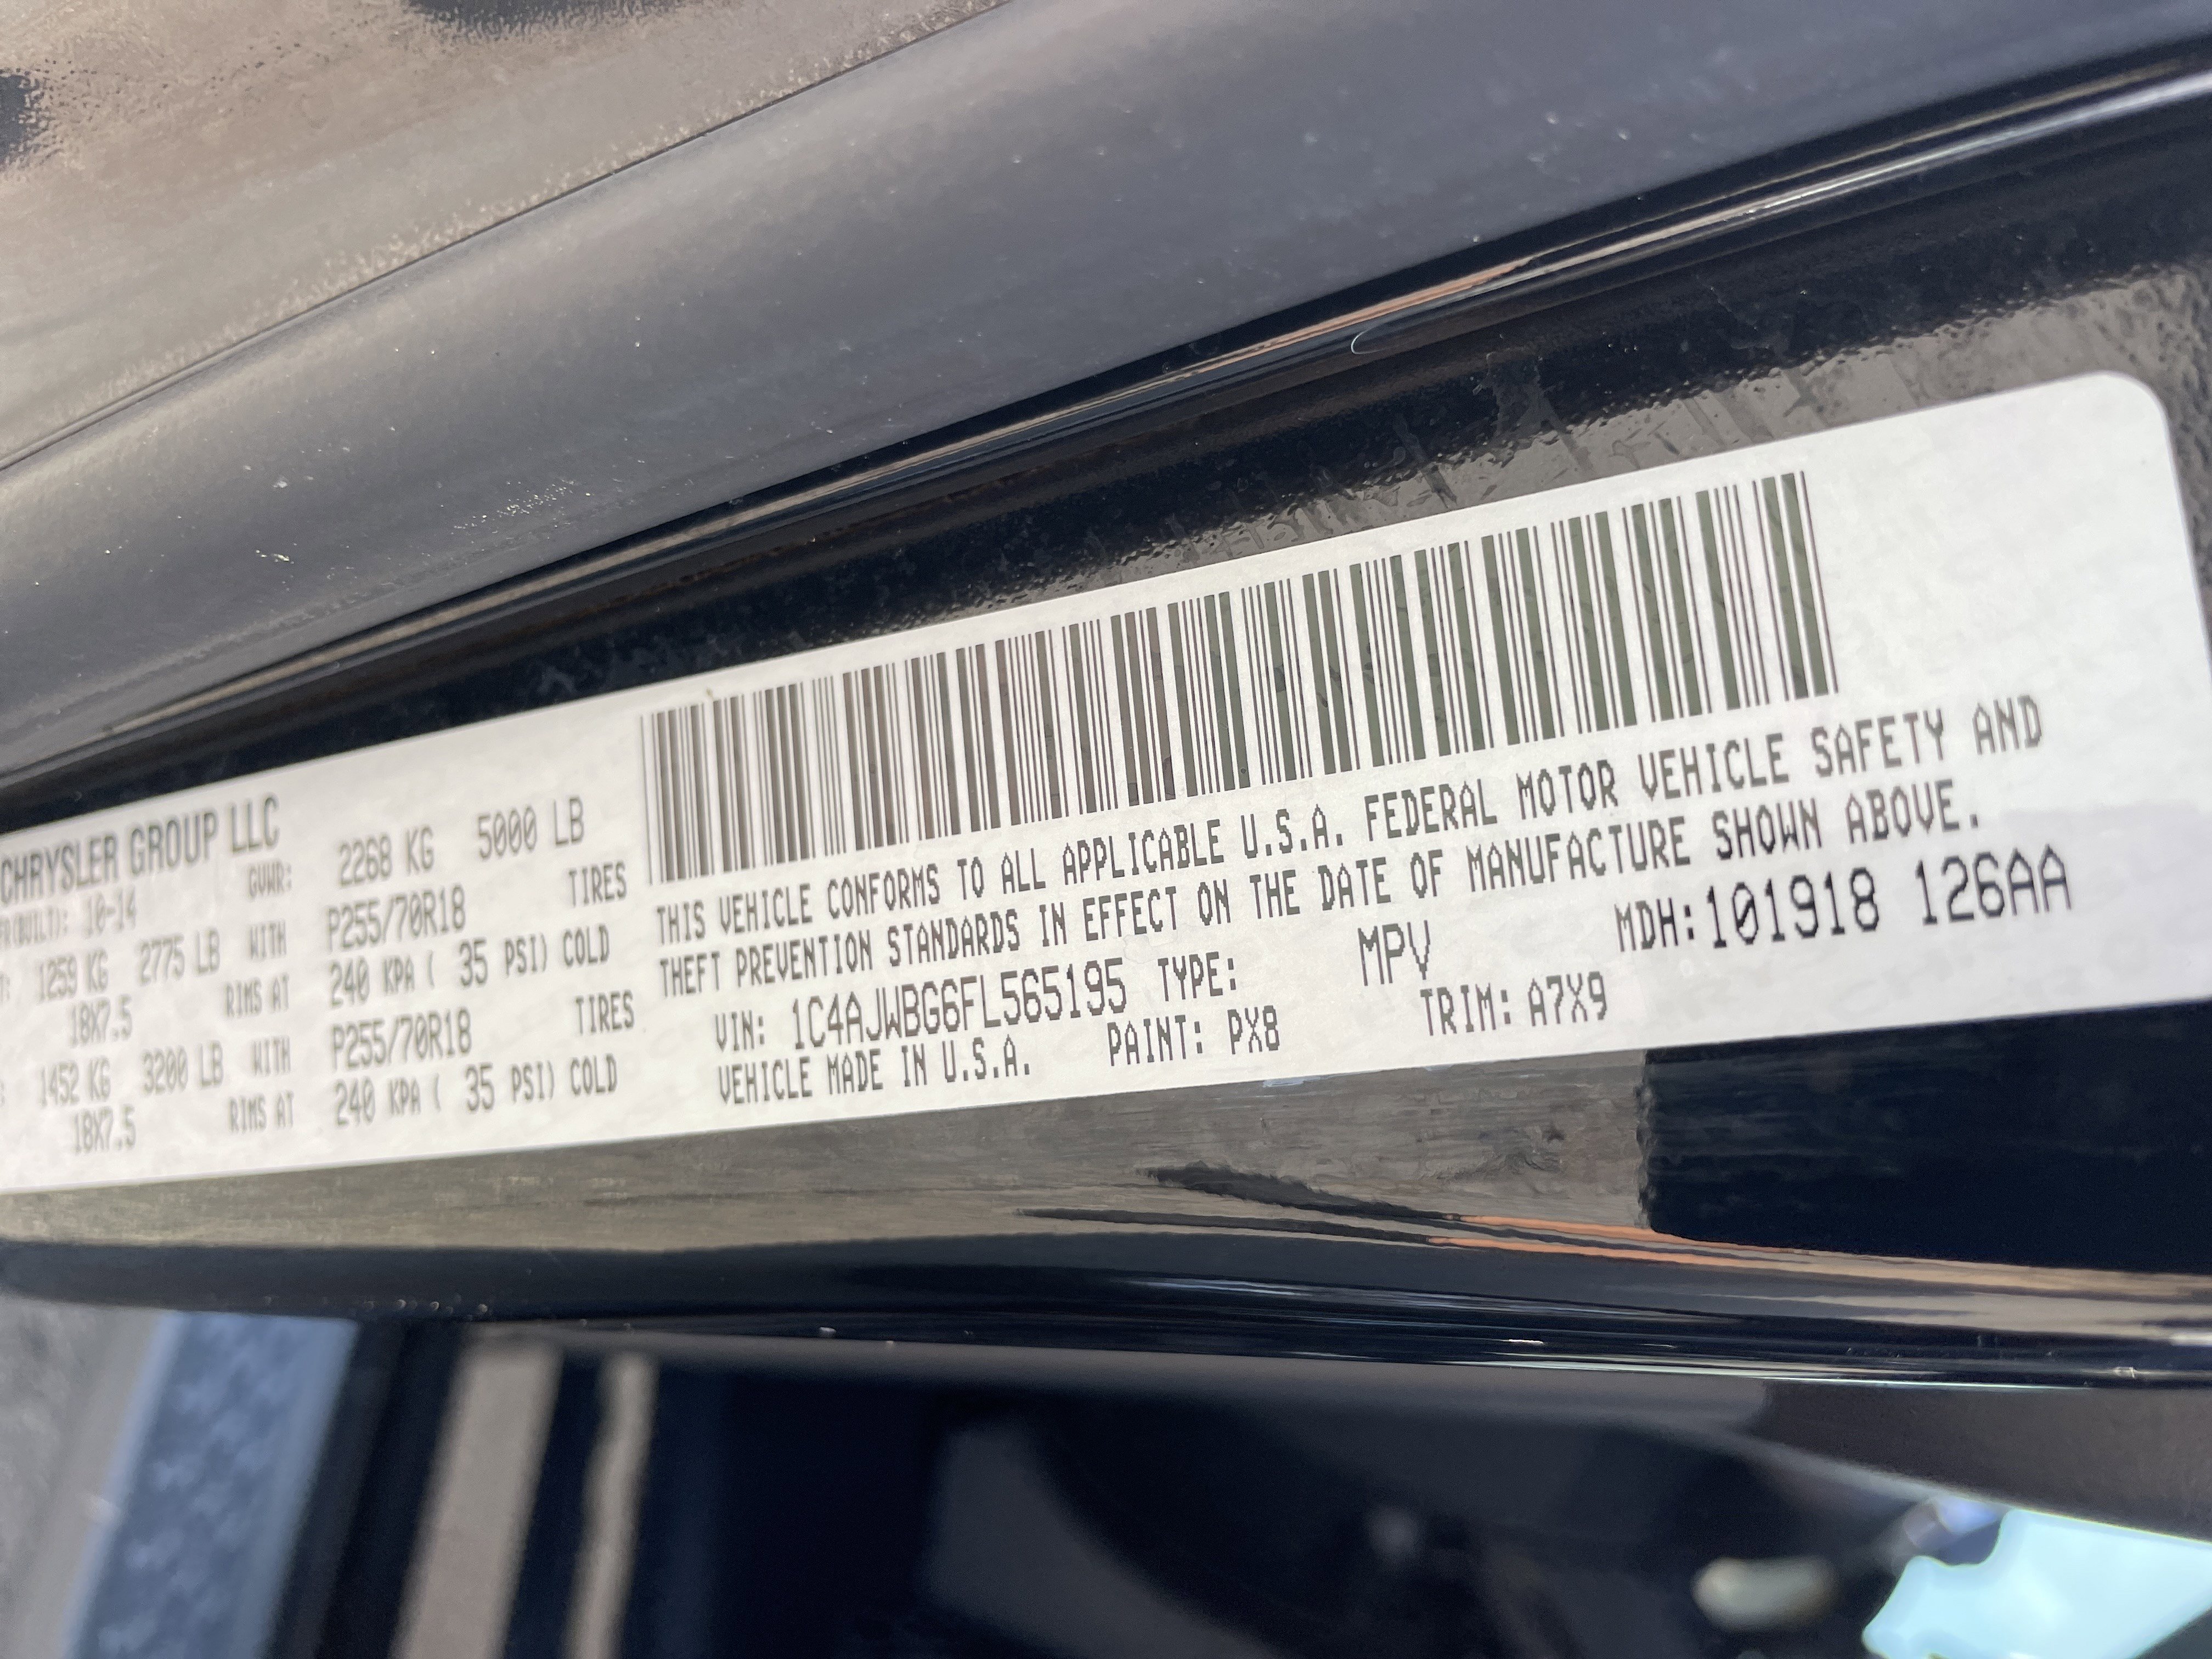 CHRYSLER GROUP LLC
(BUILT): 10-14 GVWR: 2268 KG 5000 LB
1259 KG 2775 LB WITH P255/70R18 TIRES
18X7.5 RIMS AT 240 KPA ( 35 PSI) COLD
1452 KG 3200 LB WITH P255/70R18 TIRES
18X7.5 RIMS AT 240 KPA ( 35 PSI) COLD
THIS VEHICLE CONFORMS TO ALL APPLICABLE U.S.A. FEDERAL MOTOR VEHICLE SAFETY AND
THEFT PREVENTION STANDARDS IN EFFECT ON THE DATE OF MANUFACTURE SHOWN ABOVE.
VIN: 1C4AJWBG6FL565195 TYPE: MPV MDH:101918 126AA
VEHICLE MADE IN U.S.A. PAINT: PX8 TRIM: A7X9